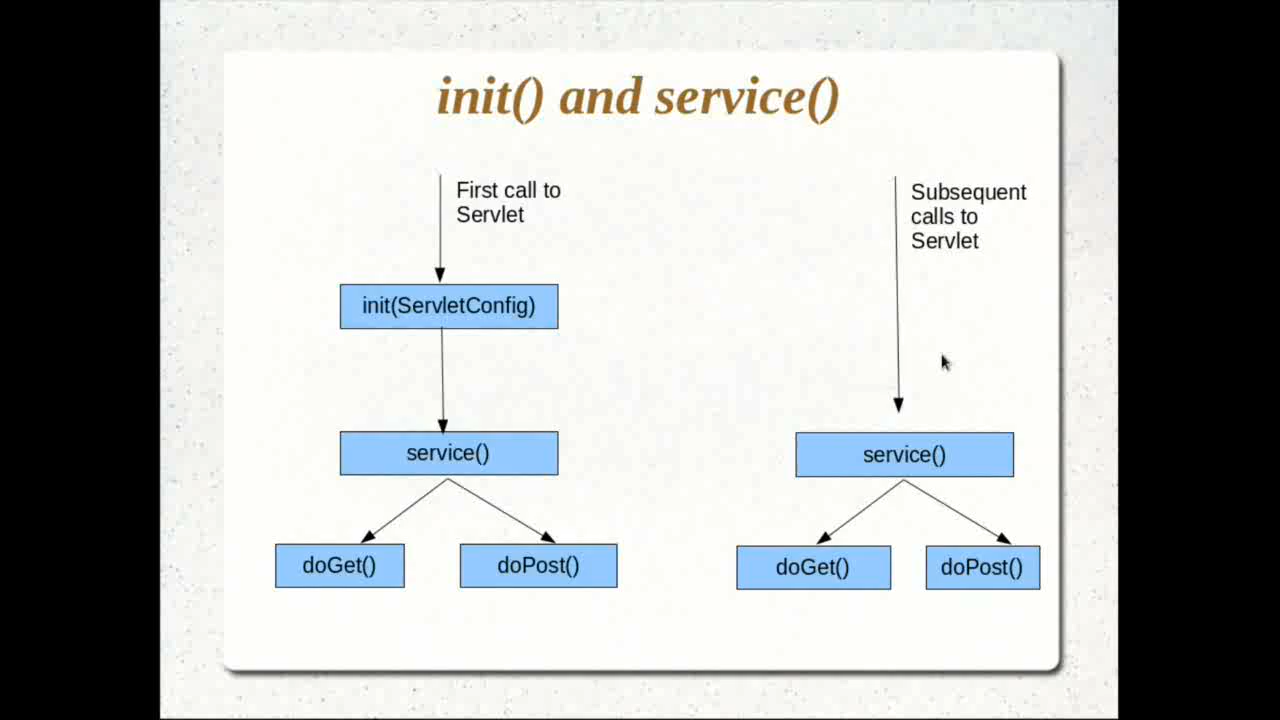 init() and service()
First call to
Servlet
init(ServletConfig)
service()
doGet()
doPost()
Subsequent
calls to
Servlet
service()
doGet()
doPost()